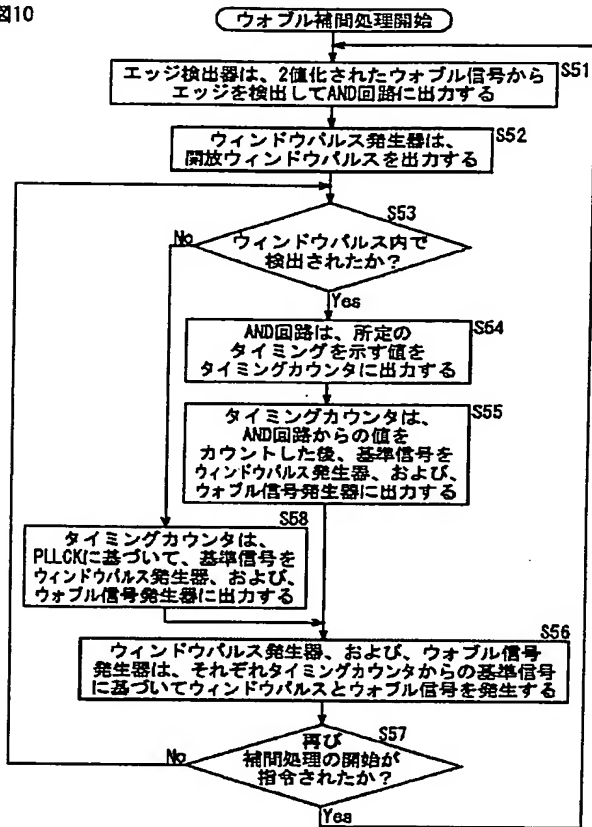 図10
ウォブル補間処理開始
エッジ検出器は、2値化されたウォブル信号から
エッジを検出してAND回路に出力する
S51
ウィンドウパルス発生器は、
開放ウィンドウパルスを出力する
S52
S53
ウィンドウパルス内で
検出されたか?
No
Yes
AND回路は、所定の
タイミングを示す値を
タイミングカウンタに出力する
S54
タイミングカウンタは、
AND回路からの値を
カウントした後、基準信号を
ウィンドウパルス発生器、および、
ウォブル信号発生器に出力する
S55
S58
タイミングカウンタは、
PLLCKに基づいて、基準信号を
ウィンドウパルス発生器、および、
ウォブル信号発生器に出力する
S56
ウィンドウパルス発生器、および、ウォブル信号
発生器は、それぞれタイミングカウンタからの基準信号
に基づいてウィンドウパルスとウォブル信号を発生する
S57
再び
補間処理の開始が
指令されたか?
No
Yes